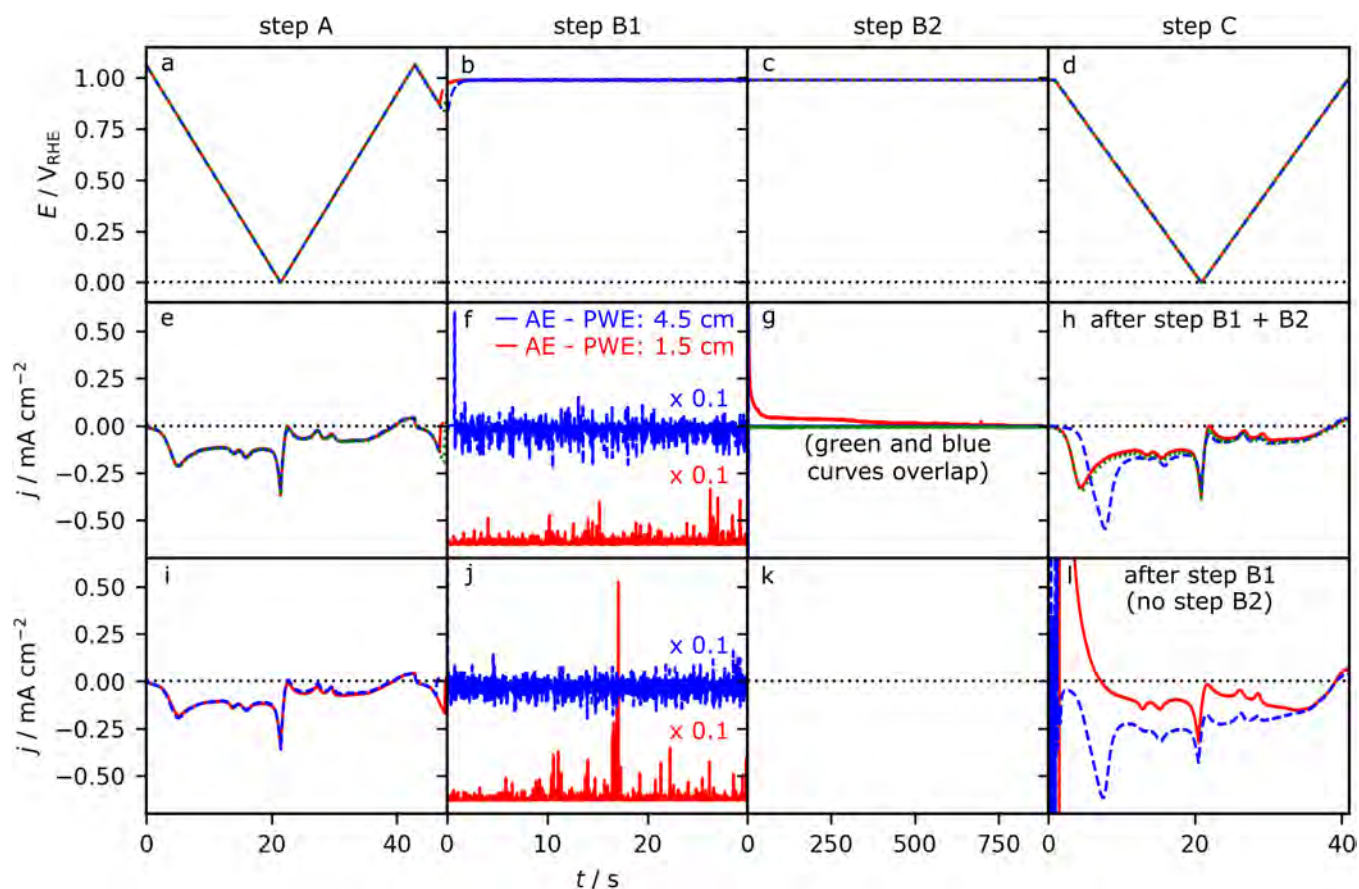 step A step B1 step B2 step C
a b c d
1.00
0.75
0.50
0.25
0.00
E / V_RHE
e f g h after step B1 + B2
AE - PWE: 4.5 cm
AE - PWE: 1.5 cm
x 0.1
x 0.1
(green and blue
curves overlap)
0.50
0.25
0.00
−0.25
−0.50
j / mA cm⁻²
i j k l after step B1
(no step B2)
x 0.1
x 0.1
0.50
0.25
0.00
−0.25
−0.50
j / mA cm⁻²
0 20 40 0 10 20 0 250 500 750 0 20 40
t / s